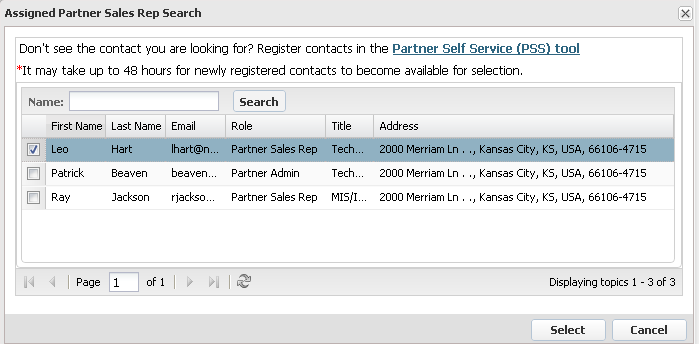 Assigned Partner Sales Rep Search
Don't see the contact you are looking for? Register contacts in the Partner Self Service (PSS) tool
*It may take up to 48 hours for newly registered contacts to become available for selection.
Name: Search
First Name Last Name Email Role Title Address
Leo Hart lhart@n... Partner Sales Rep Tech... 2000 Merriam Ln . ., Kansas City, KS, USA, 66106-4715
Patrick Beaven beaven... Partner Admin Tech... 2000 Merriam Ln . ., Kansas City, KS, USA, 66106-4715
Ray Jackson rjackso... Partner Sales Rep MIS/I... 2000 Merriam Ln . ., Kansas City, KS, USA, 66106-4715
Page 1 of 1 Displaying topics 1 - 3 of 3
Select Cancel